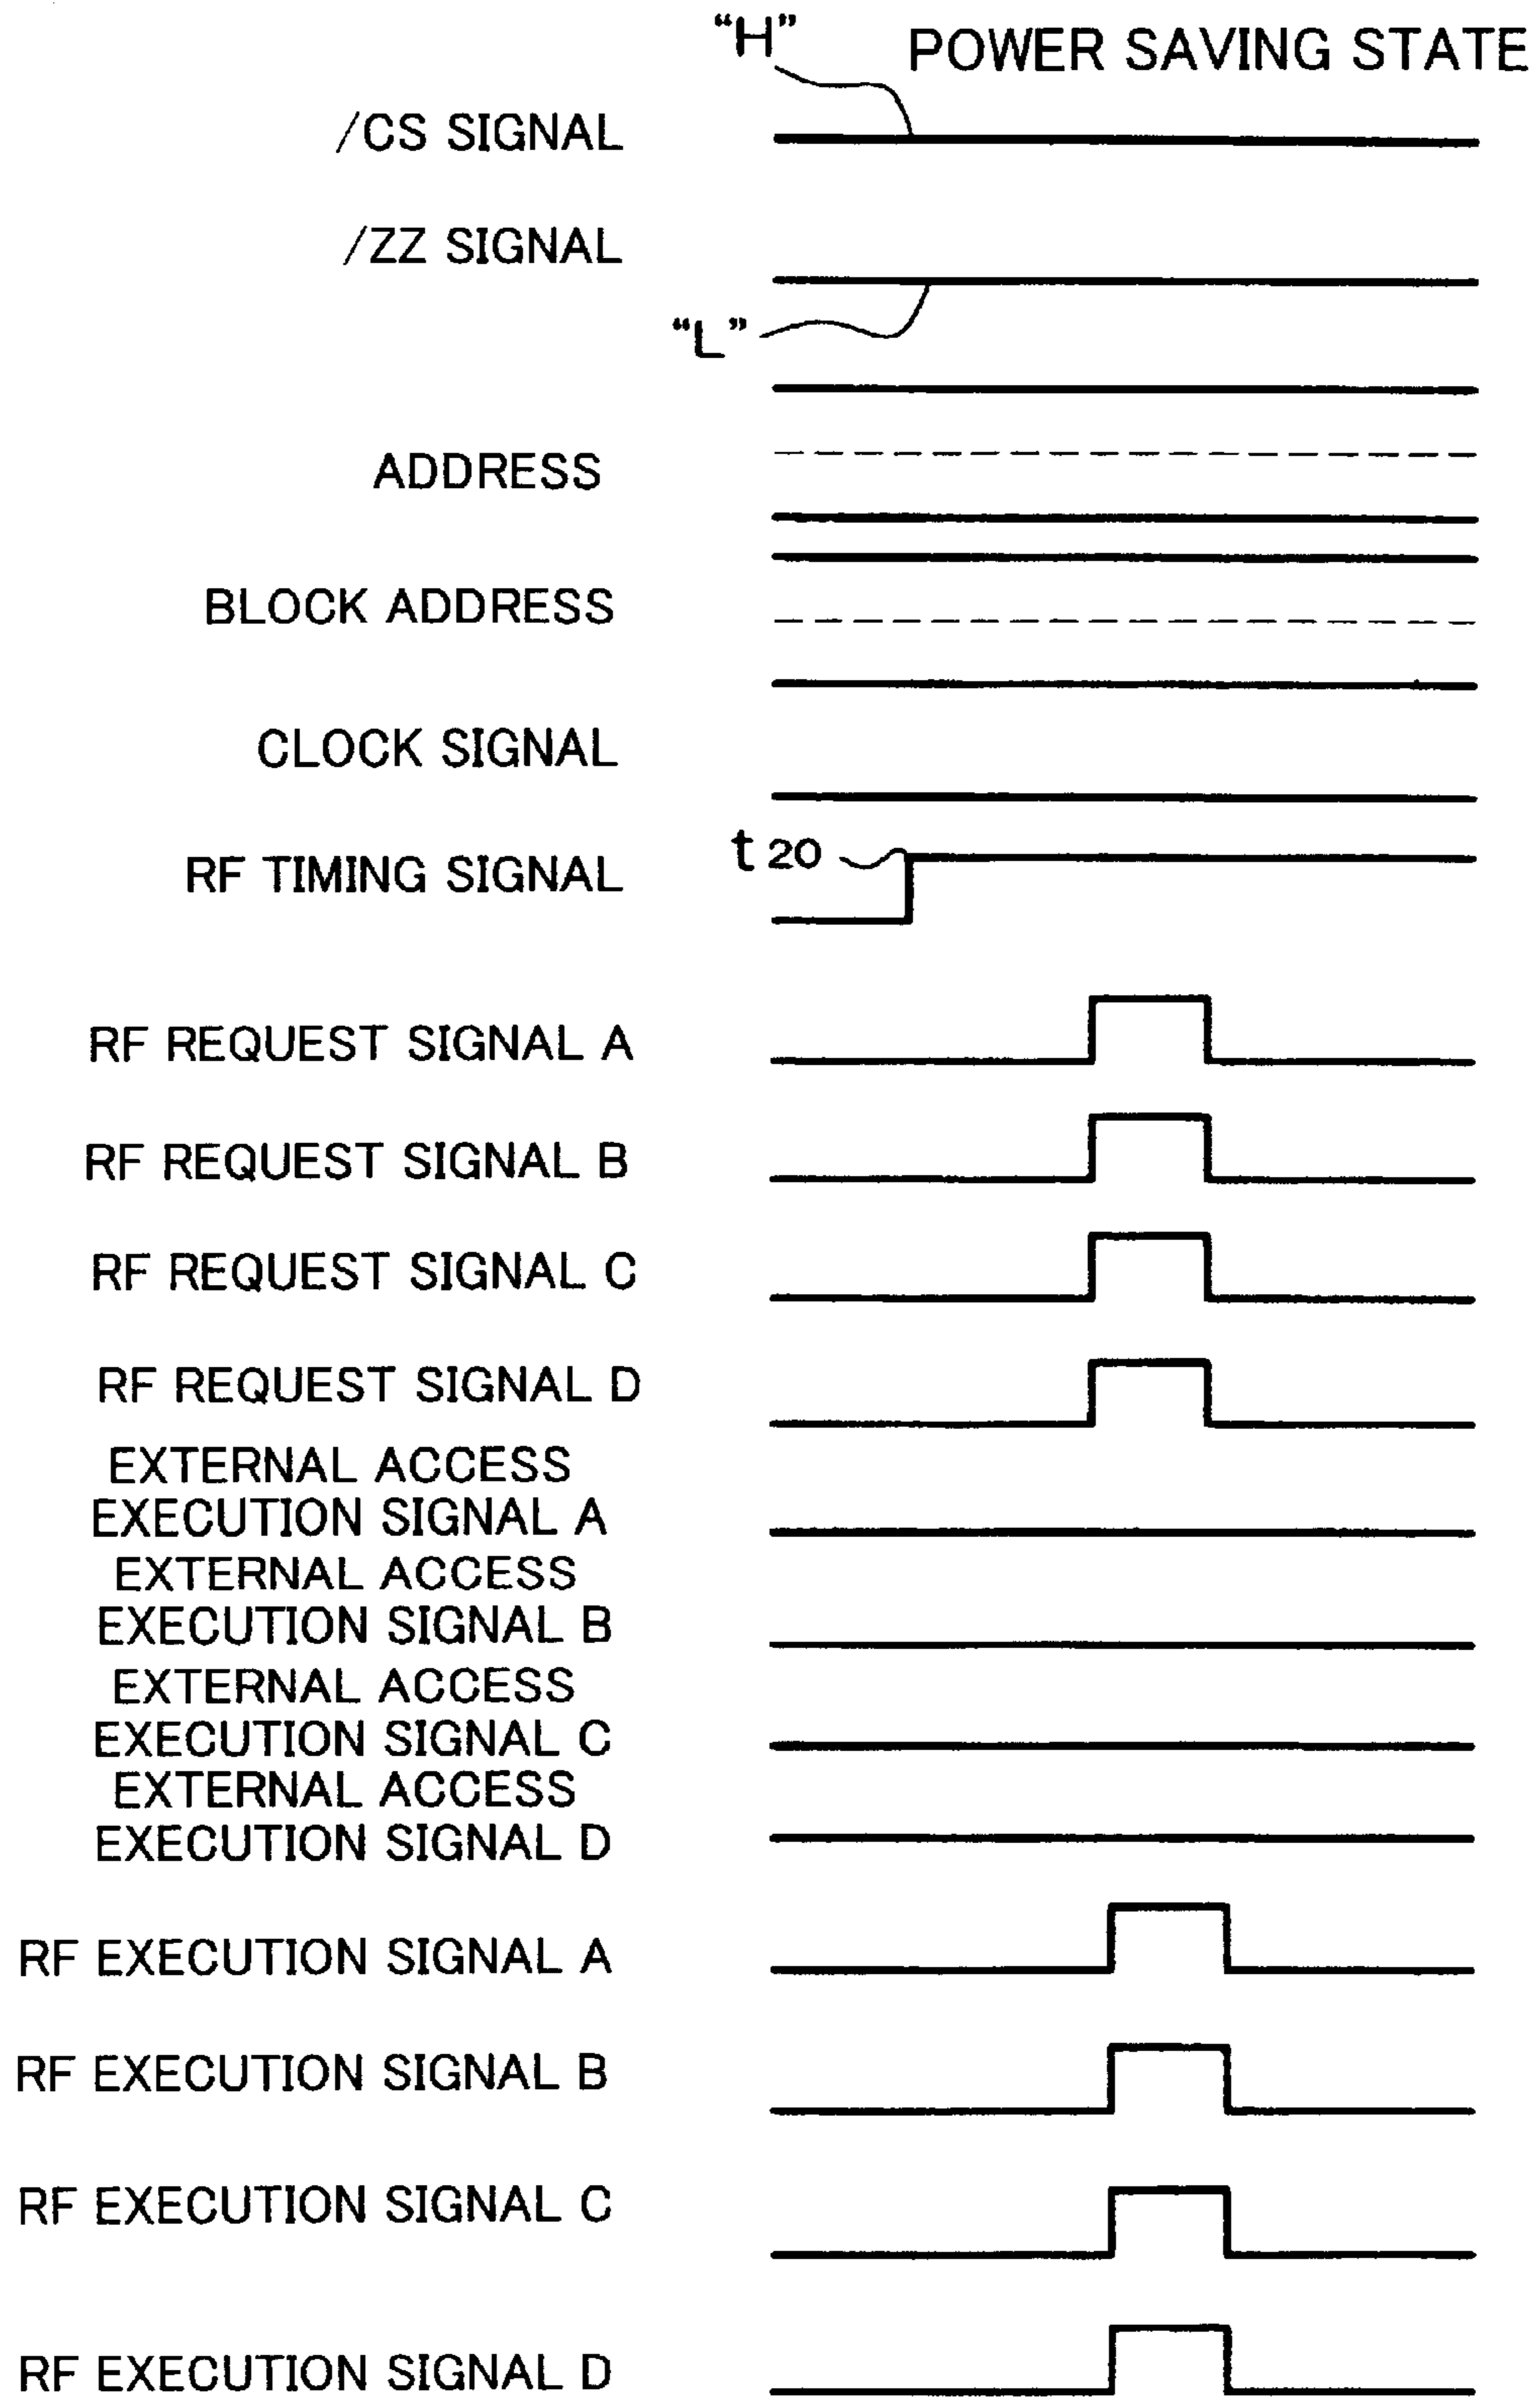 “H”
POWER SAVING STATE
/CS SIGNAL
/ZZ SIGNAL
“L”
ADDRESS
BLOCK ADDRESS
CLOCK SIGNAL
RF TIMING SIGNAL
t20
RF REQUEST SIGNAL A
RF REQUEST SIGNAL B
RF REQUEST SIGNAL C
RF REQUEST SIGNAL D
EXTERNAL ACCESS
EXECUTION SIGNAL A
EXTERNAL ACCESS
EXECUTION SIGNAL B
EXTERNAL ACCESS
EXECUTION SIGNAL C
EXTERNAL ACCESS
EXECUTION SIGNAL D
RF EXECUTION SIGNAL A
RF EXECUTION SIGNAL B
RF EXECUTION SIGNAL C
RF EXECUTION SIGNAL D